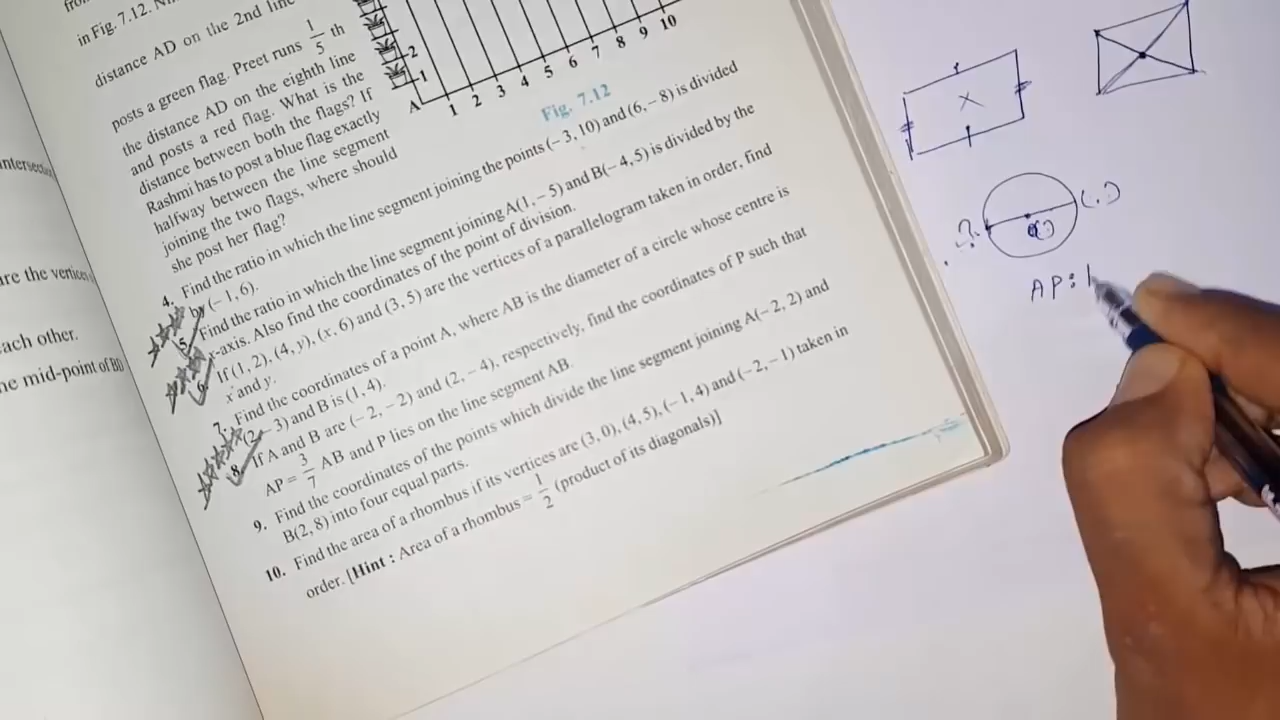 in Fig. 7.12.
distance AD on the 2nd line
posts a green flag. Preet runs 1/5 th
the distance AD on the eighth line
and posts a red flag. What is the
distance between both the flags? If
Rashmi has to post a blue flag exactly
halfway between the line segment
joining the two flags, where should
she post her flag?
2
1
A
1 2 3 4 5 6 7 8 9 10
Fig. 7.12
4. Find the ratio in which the line segment joining the points (– 3, 10) and (6, – 8) is divided
by (– 1, 6).
5. Find the ratio in which the line segment joining A(1, – 5) and B(– 4, 5) is divided by the
x-axis. Also find the coordinates of the point of division.
6. If (1, 2), (4, y), (x, 6) and (3, 5) are the vertices of a parallelogram taken in order, find
x and y.
7. Find the coordinates of a point A, where AB is the diameter of a circle whose centre is
(2, – 3) and B is (1, 4).
8. If A and B are (– 2, – 2) and (2, – 4), respectively, find the coordinates of P such that
AP = 3/7 AB and P lies on the line segment AB.
9. Find the coordinates of the points which divide the line segment joining A(– 2, 2) and
B(2, 8) into four equal parts.
10. Find the area of a rhombus if its vertices are (3, 0), (4, 5), (– 1, 4) and (– 2, – 1) taken in
order. [Hint : Area of a rhombus = 1/2 (product of its diagonals)]
are the vertices
each other.
mid-point of BD
(.)
?
AP: